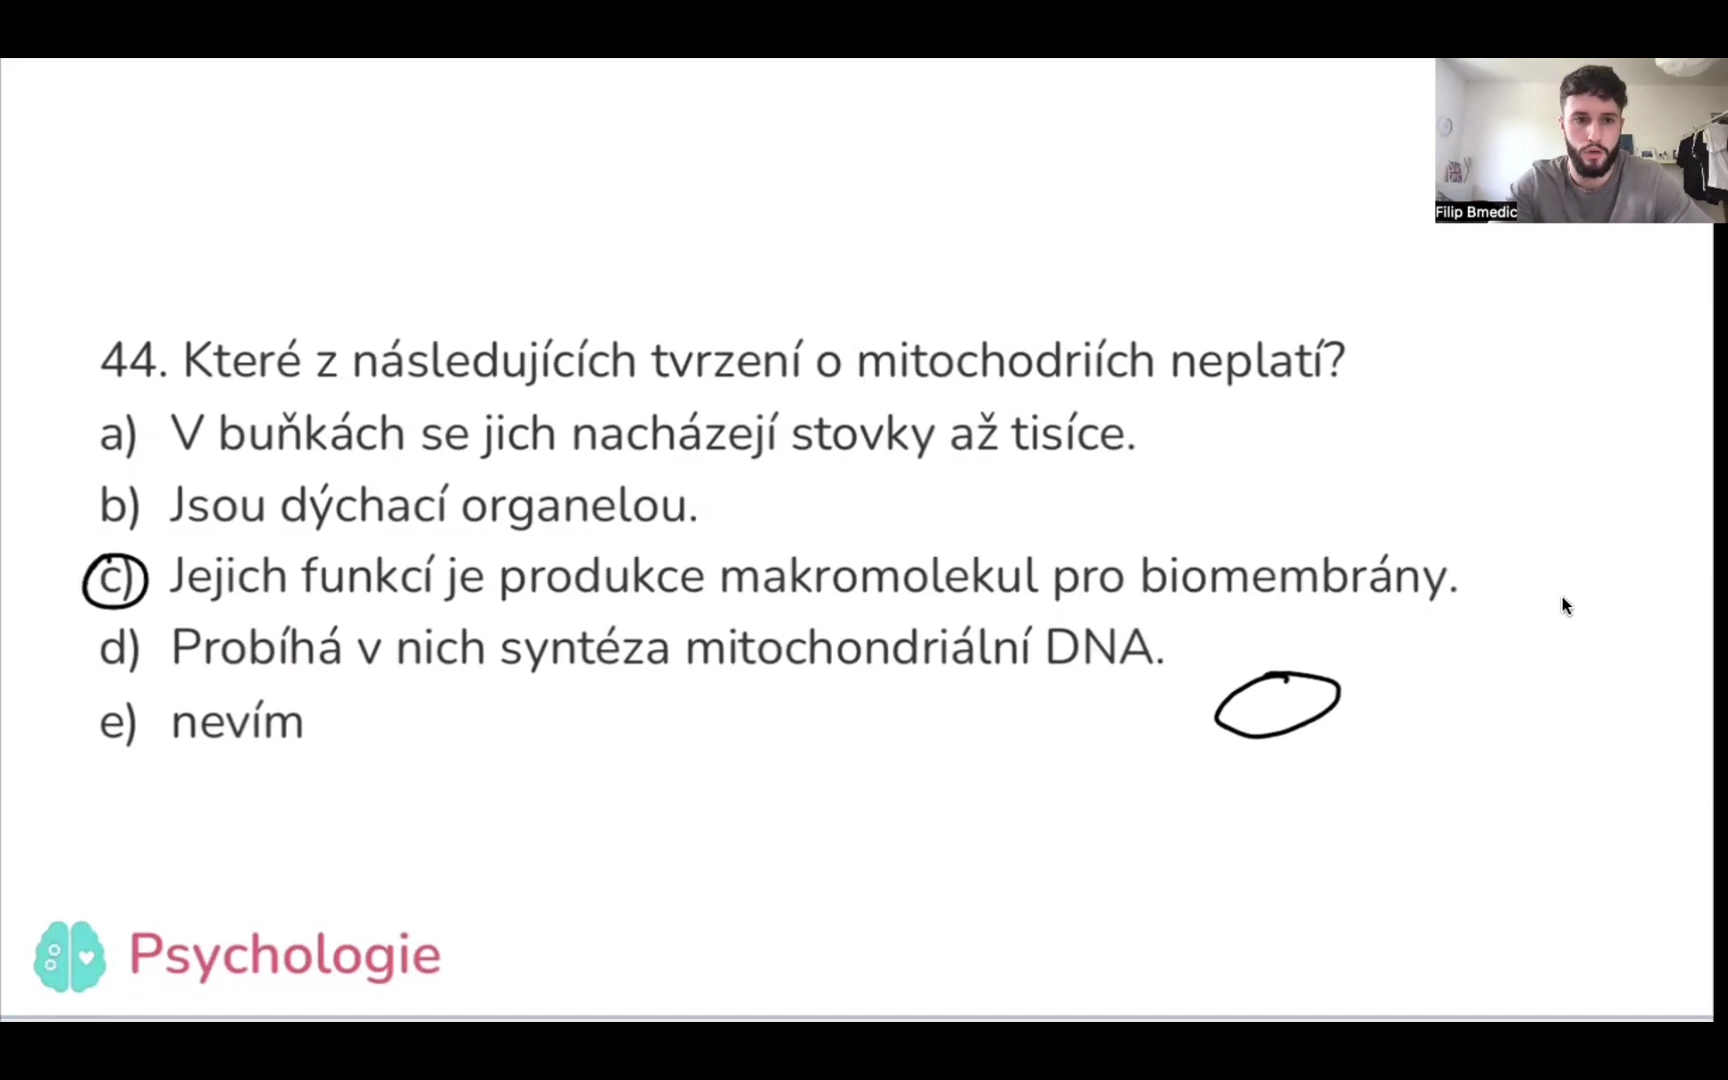 Filip Bmedic
44. Které z následujících tvrzení o mitochodriích neplatí?
a) V buňkách se jich nacházejí stovky až tisíce.
b) Jsou dýchací organelou.
c) Jejich funkcí je produkce makromolekul pro biomembrány.
d) Probíhá v nich syntéza mitochondriální DNA.
e) nevím
Psychologie